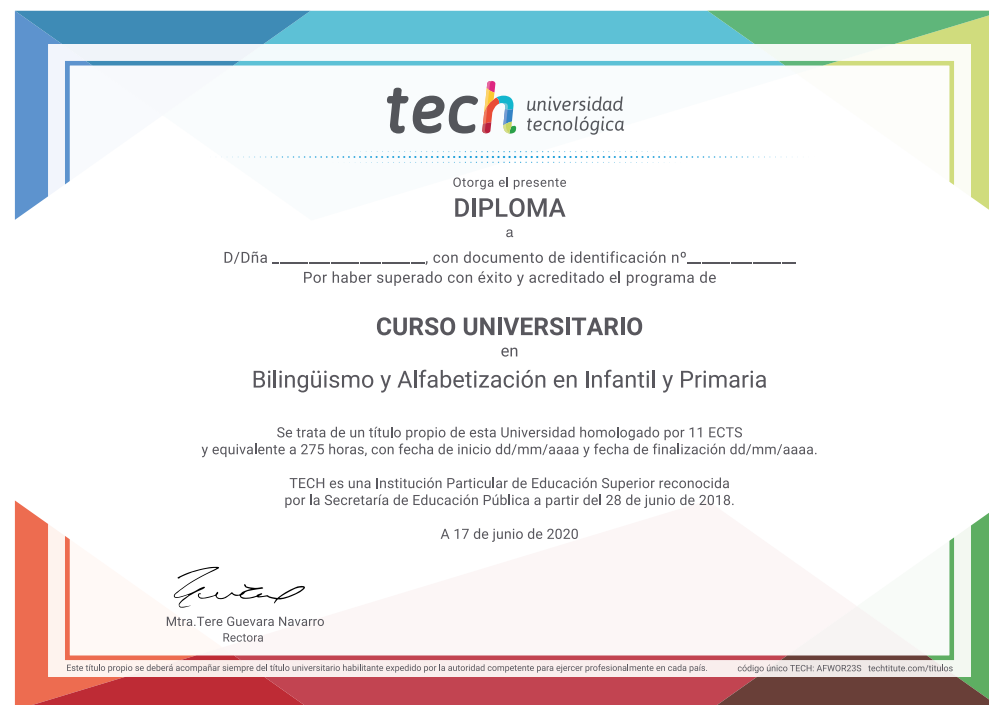 tech universidad
tecnológica
Otorga el presente
DIPLOMA
a
D/Dña ___________________, con documento de identificación nº_____________
Por haber superado con éxito y acreditado el programa de
CURSO UNIVERSITARIO
en
Bilingüismo y Alfabetización en Infantil y Primaria
Se trata de un título propio de esta Universidad homologado por 11 ECTS
y equivalente a 275 horas, con fecha de inicio dd/mm/aaaa y fecha de finalización dd/mm/aaaa.
TECH es una Institución Particular de Educación Superior reconocida
por la Secretaría de Educación Pública a partir del 28 de junio de 2018.
A 17 de junio de 2020
Mtra.Tere Guevara Navarro
Rectora
Este título propio se deberá acompañar siempre del título universitario habilitante expedido por la autoridad competente para ejercer profesionalmente en cada país. código único TECH: AFWOR23S techtitute.com/titulos